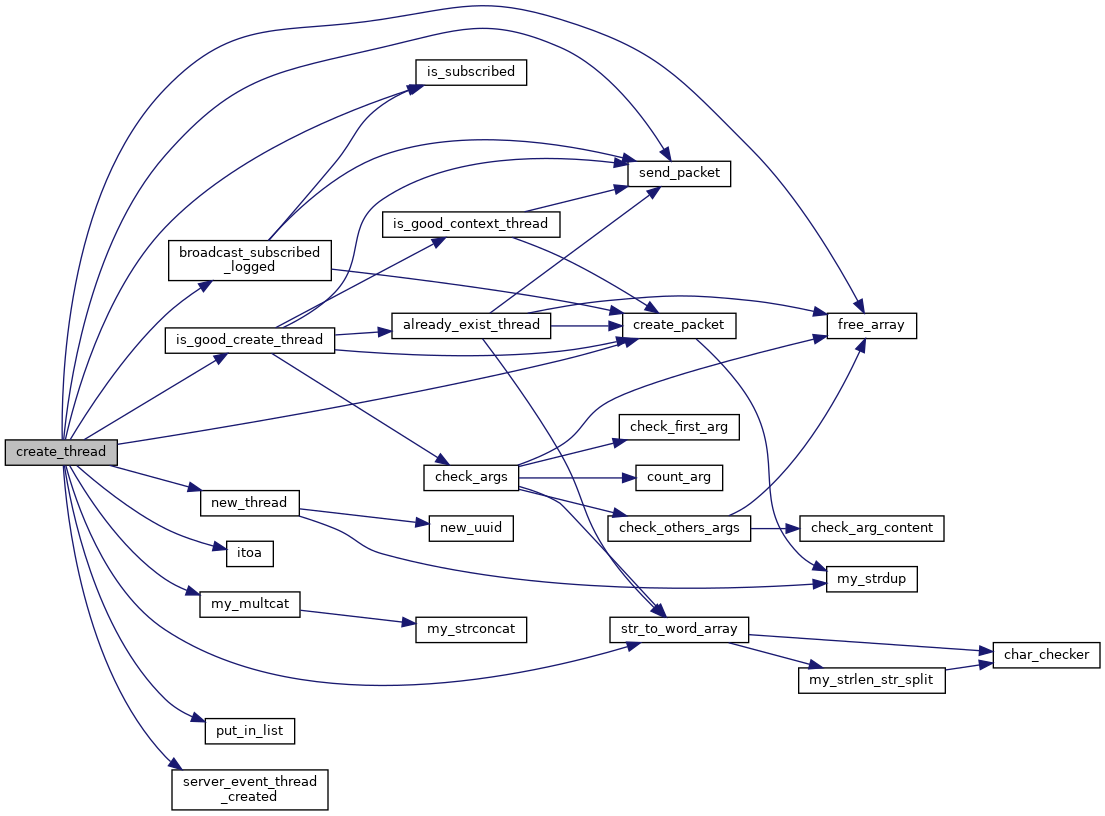 is_subscribed
send_packet
is_good_context_thread
broadcast_subscribed
_logged
already_exist_thread
create_packet
free_array
is_good_create_thread
check_first_arg
create_thread
check_args
count_arg
new_thread
new_uuid
check_others_args
check_arg_content
itoa
my_strdup
my_multcat
my_strconcat
str_to_word_array
char_checker
my_strlen_str_split
put_in_list
server_event_thread
_created